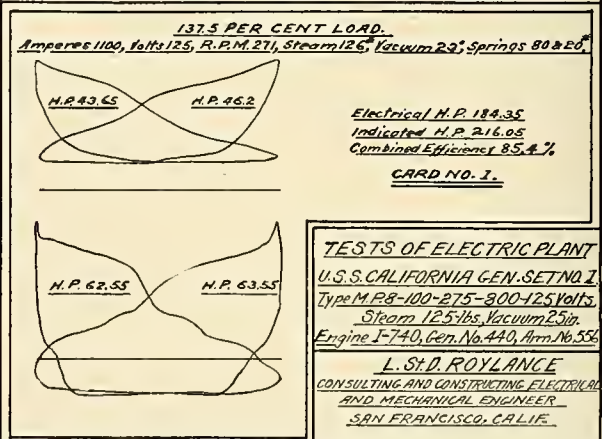 137.5 PER CENT LOAD.
Amperes 1100, Volts 125, R.P.M. 271, Steam 126#, Vacuum 29", Springs 80 & 20#
H.P. 43.65
H.P. 46.2
Electrical H.P. 184.35
Indicated H.P. 216.05
Combined Efficiency 85.4 %
CARD NO. 1.
H.P. 62.55
H.P. 63.55
TESTS OF ELECTRIC PLANT
U.S.S. CALIFORNIA GEN. SET NO. 1
Type M.P. 8-100-275-800-125 Volts
Steam 125-lbs. Vacuum 25 in.
Engine I-740, Gen. No. 440, Arm. No. 556
L. St.D. ROYLANCE
CONSULTING AND CONSTRUCTING ELECTRICAL
AND MECHANICAL ENGINEER
SAN FRANCISCO, CALIF.